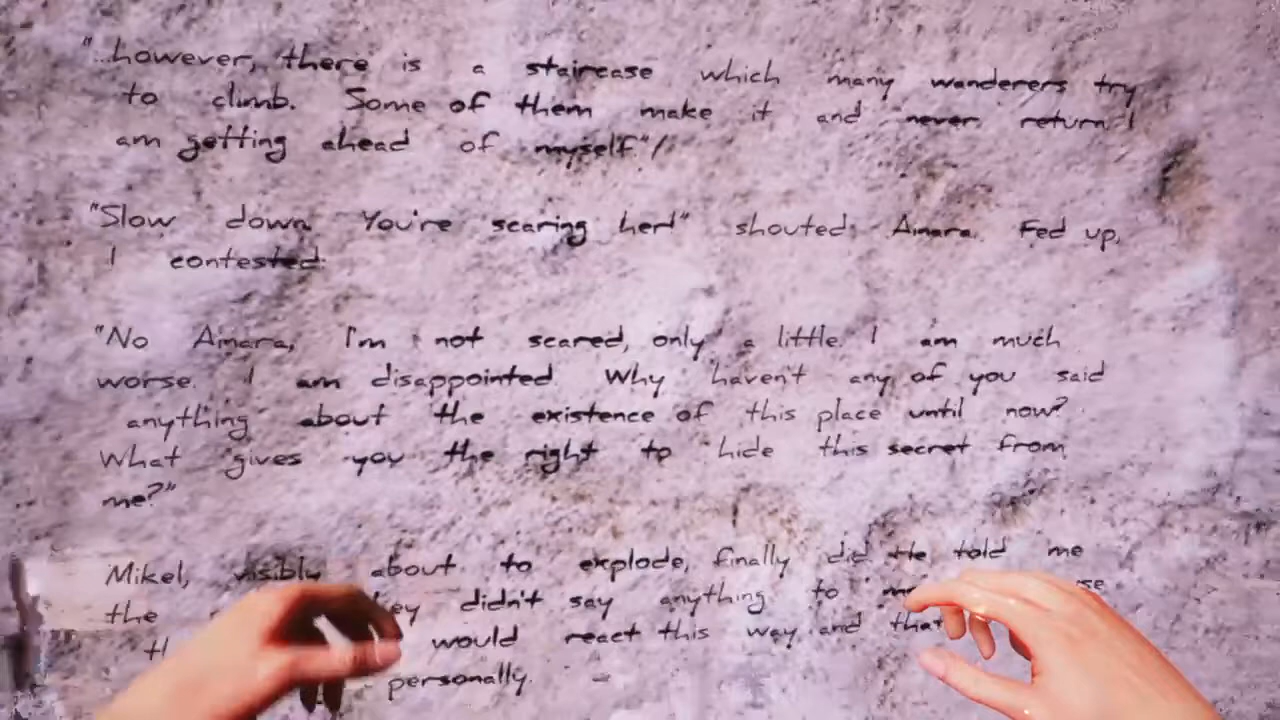 "...however, there is a staircase which many wanderers try
to climb. Some of them make it and never return. I
am getting ahead of myself"/
"Slow down. You're scaring her!" shouted Amara. Fed up,
I contested:
"No Amara, I'm not scared, only a little. I am much
worse. I am disappointed. Why haven't any of you said
anything about the existence of this place until now?
What gives you the right to hide this secret from
me?"
Mikel, visibly about to explode, finally did. He told me
the didn't say anything to
would react this way and that
personally.